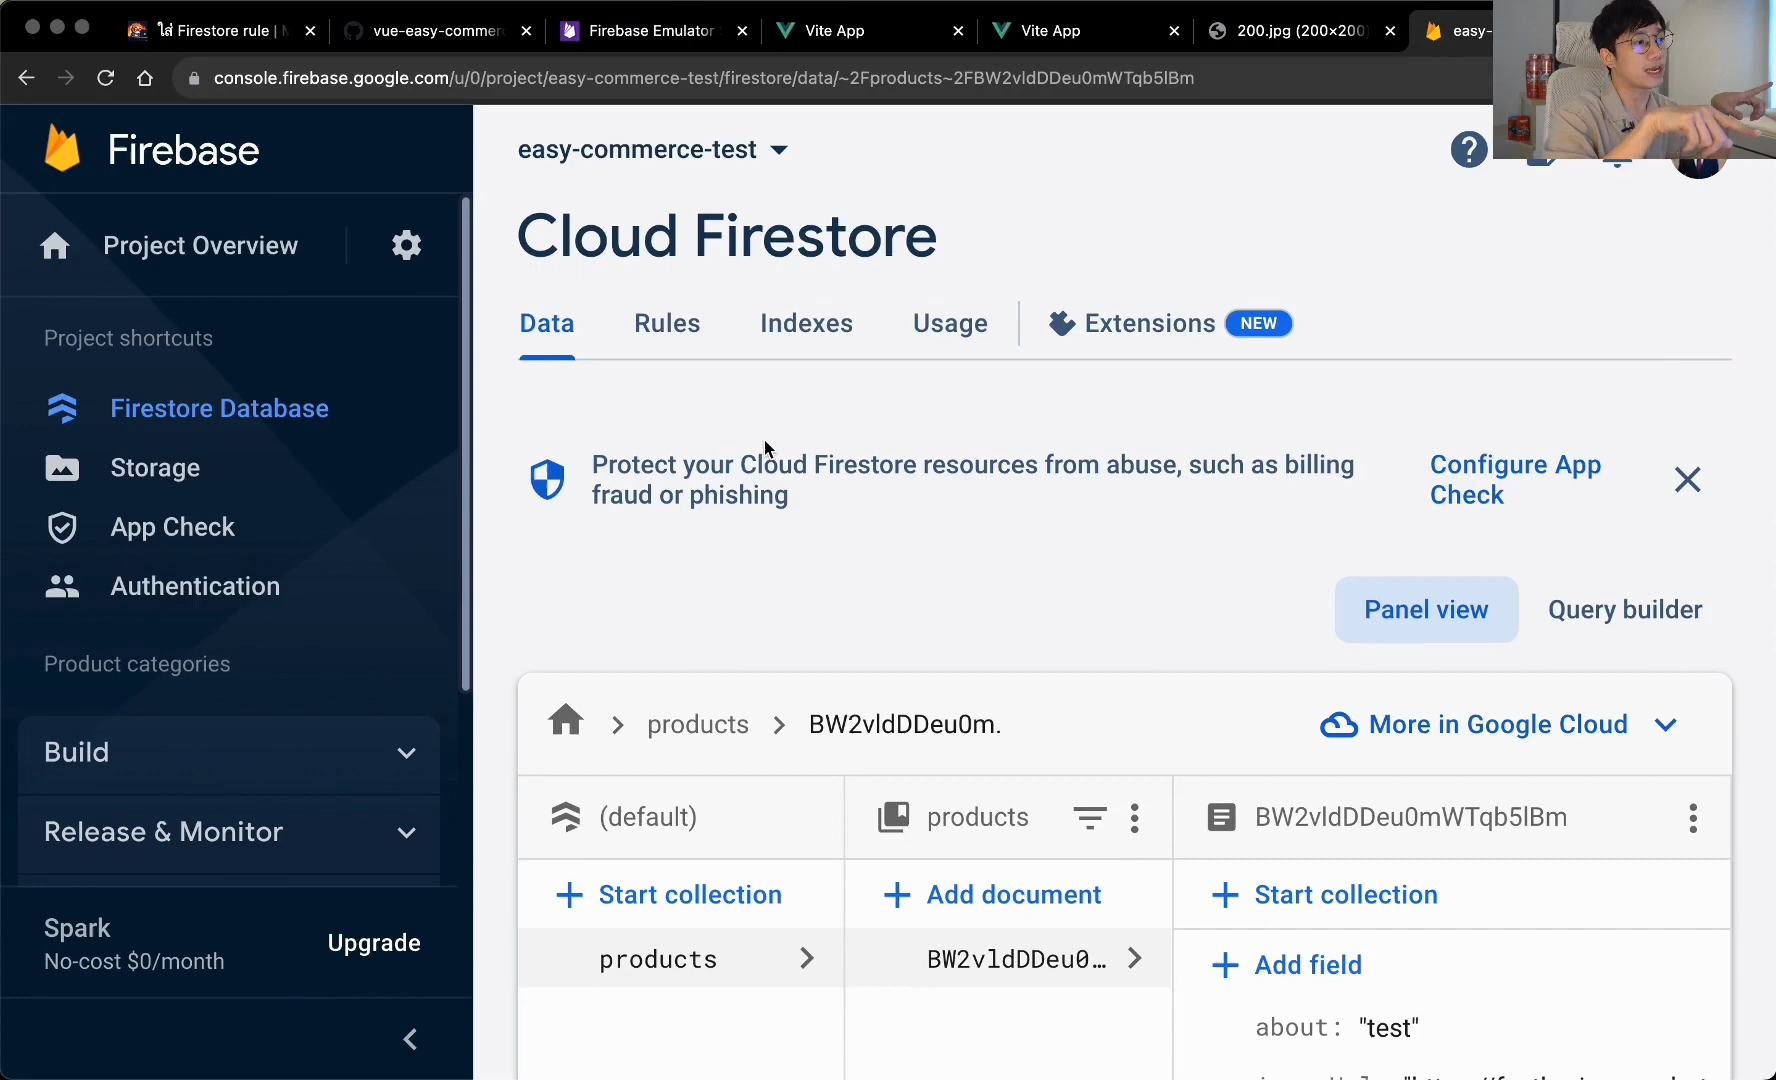 ใส่ Firestore rule |
vue-easy-commer
Firebase Emulator
Vite App
Vite App
200.jpg (200×200)
easy-
console.firebase.google.com/u/0/project/easy-commerce-test/firestore/data/~2Fproducts~2FBW2vldDDeu0mWTqb5lBm
Firebase
Project Overview
Project shortcuts
Firestore Database
Storage
App Check
Authentication
Product categories
Build
Release & Monitor
Spark
No-cost $0/month
Upgrade
easy-commerce-test
Cloud Firestore
Data
Rules
Indexes
Usage
Extensions
NEW
Protect your Cloud Firestore resources from abuse, such as billing
fraud or phishing
Configure App
Check
Panel view
Query builder
products
BW2vldDDeu0m.
More in Google Cloud
(default)
products
BW2vldDDeu0mWTqb5lBm
Start collection
Add document
Start collection
products
BW2vldDDeu0…
Add field
about: "test"